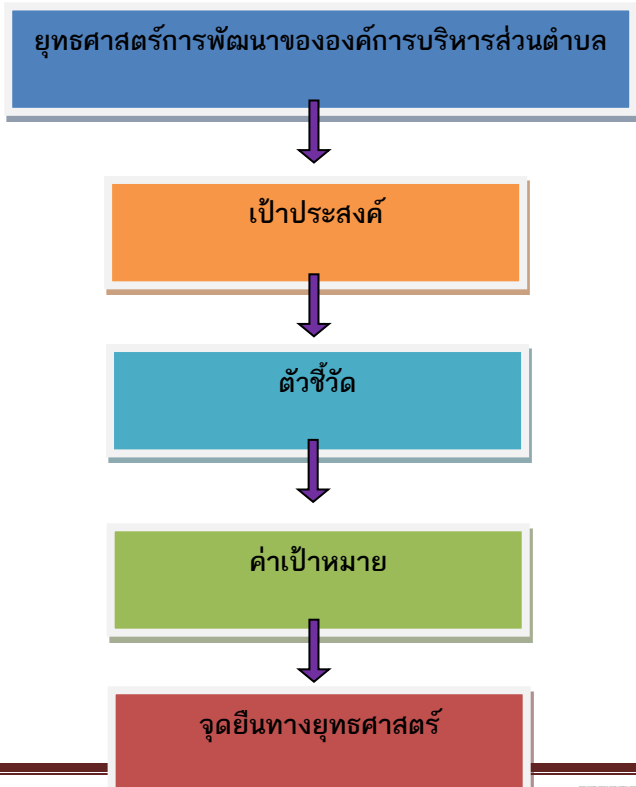 ยุทธศาสตร์การพัฒนาขององค์การบริหารส่วนตำบล
เป้าประสงค์
ตัวชี้วัด
ค่าเป้าหมาย
จุดยืนทางยุทธศาสตร์